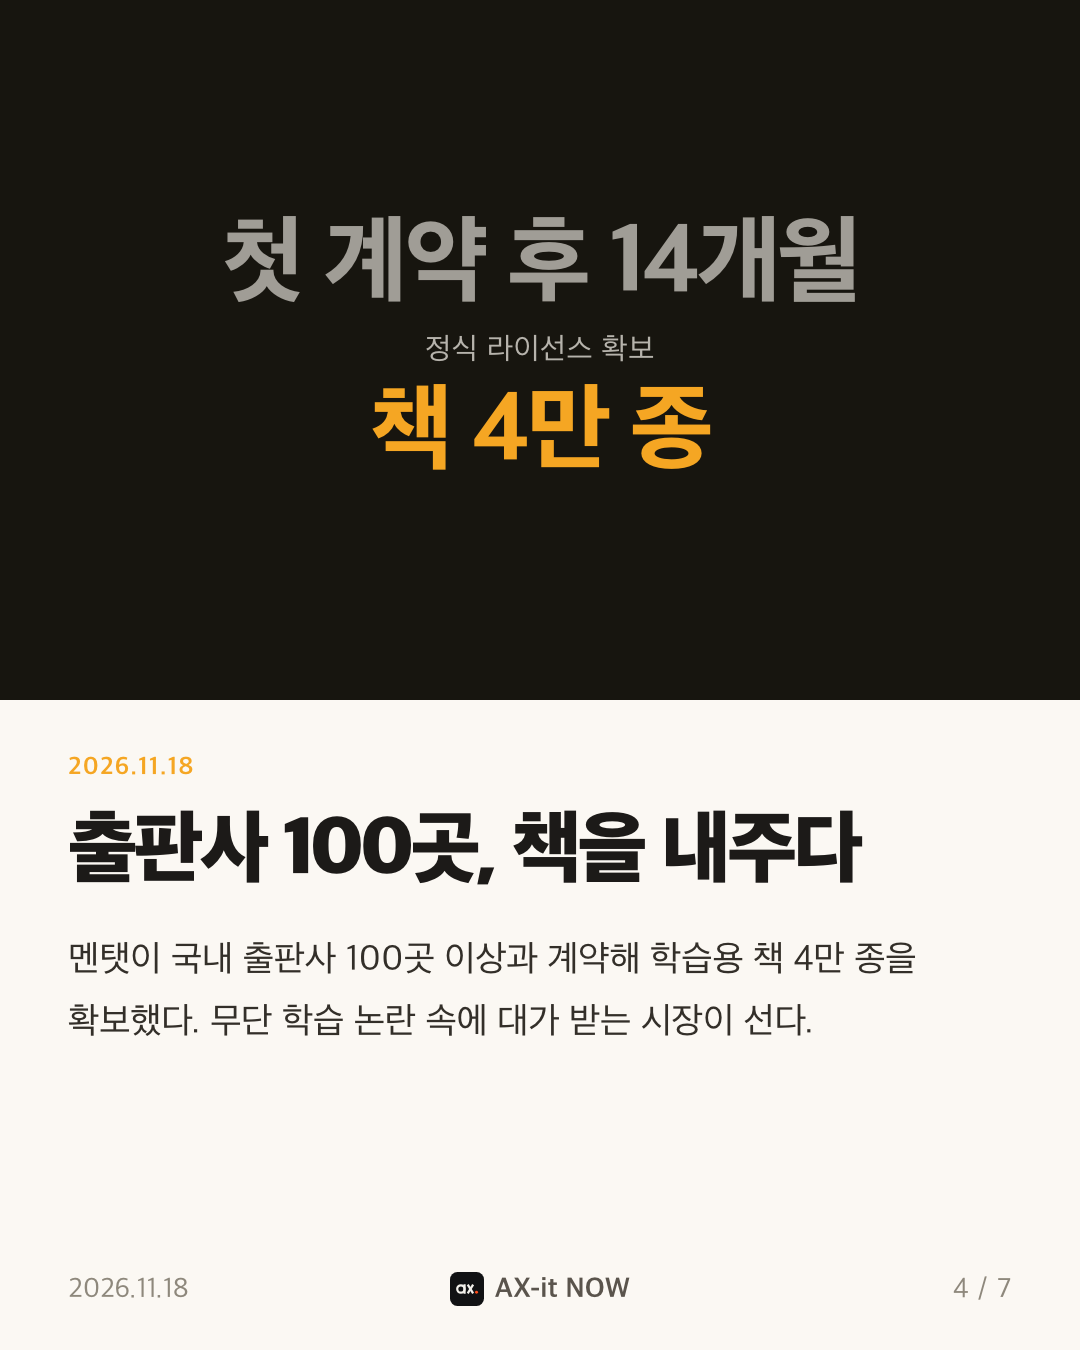 첫 계약 후 14개월
정식 라이선스 확보
책 4만 종
2026.11.18
출판사 100곳, 책을 내주다
멘탯이 국내 출판사 100곳 이상과 계약해 학습용 책 4만 종을
확보했다. 무단 학습 논란 속에 대가 받는 시장이 선다.
2026.11.18
ax. AX-it NOW
4 / 7